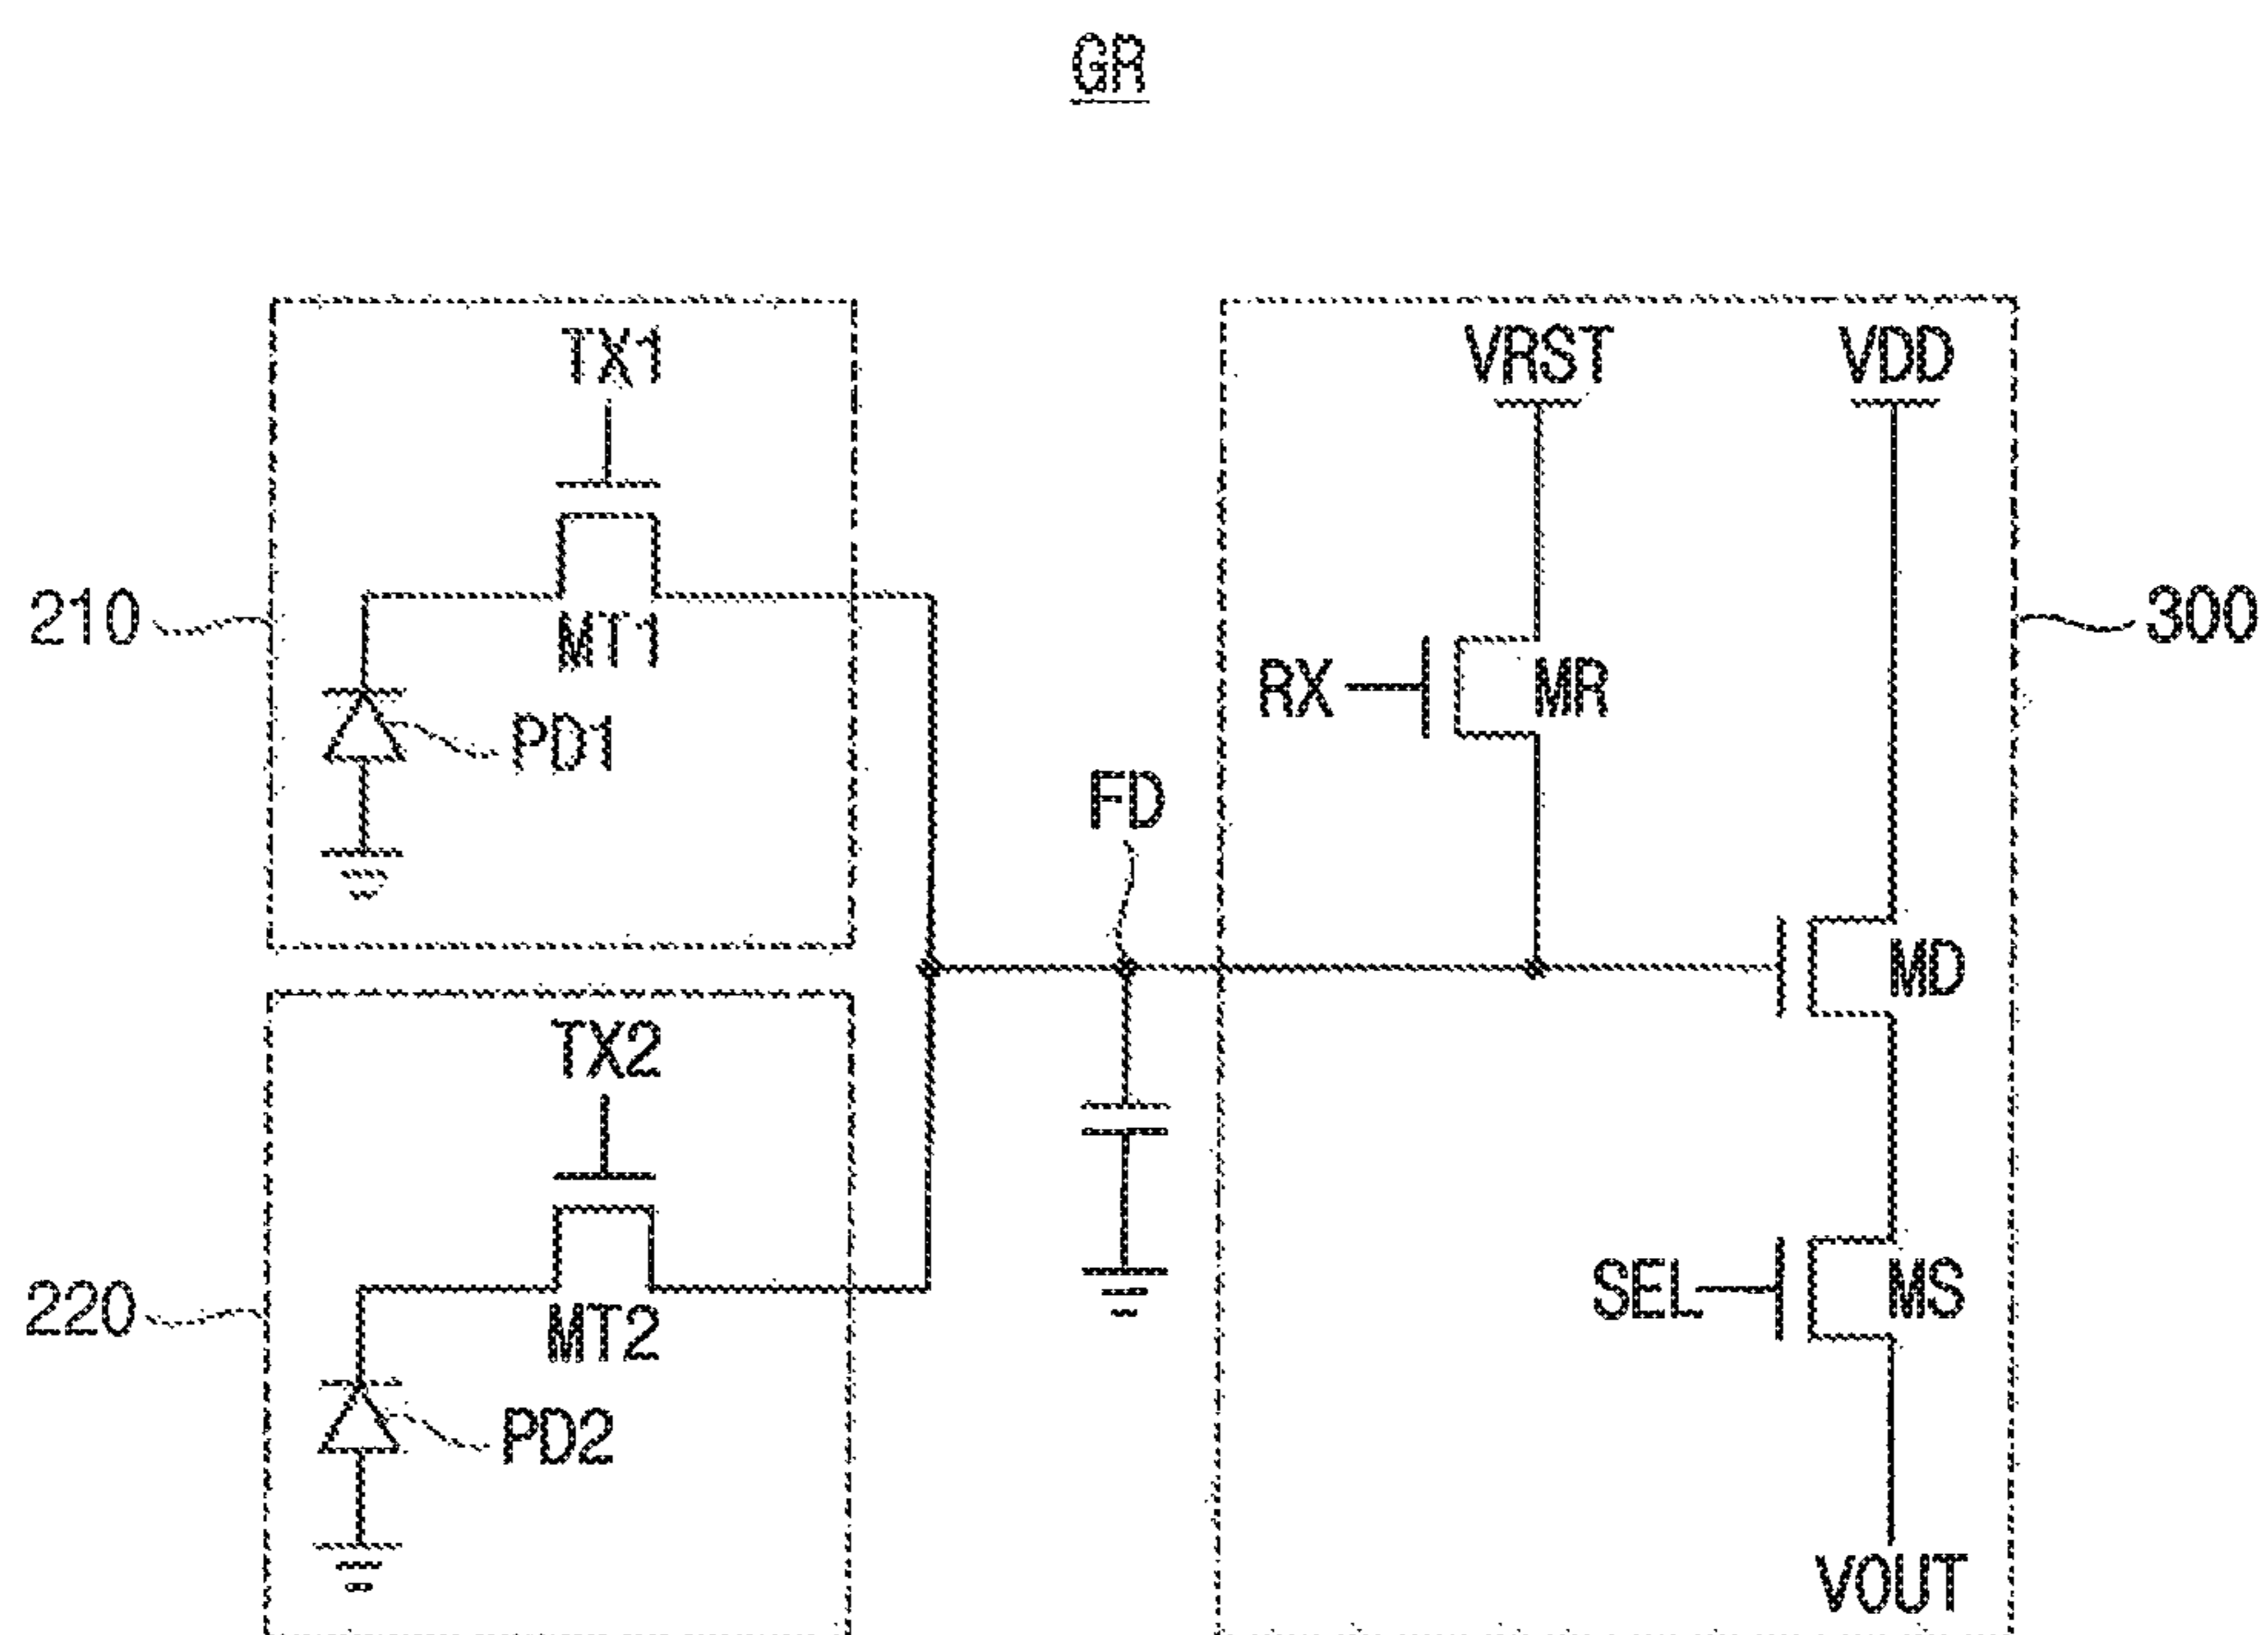 GR
TX1
VRST
VDD
210
MT1
300
RX
MR
PD1
FD
MD
TX2
220
MT2
SEL
MS
PD2
VOUT